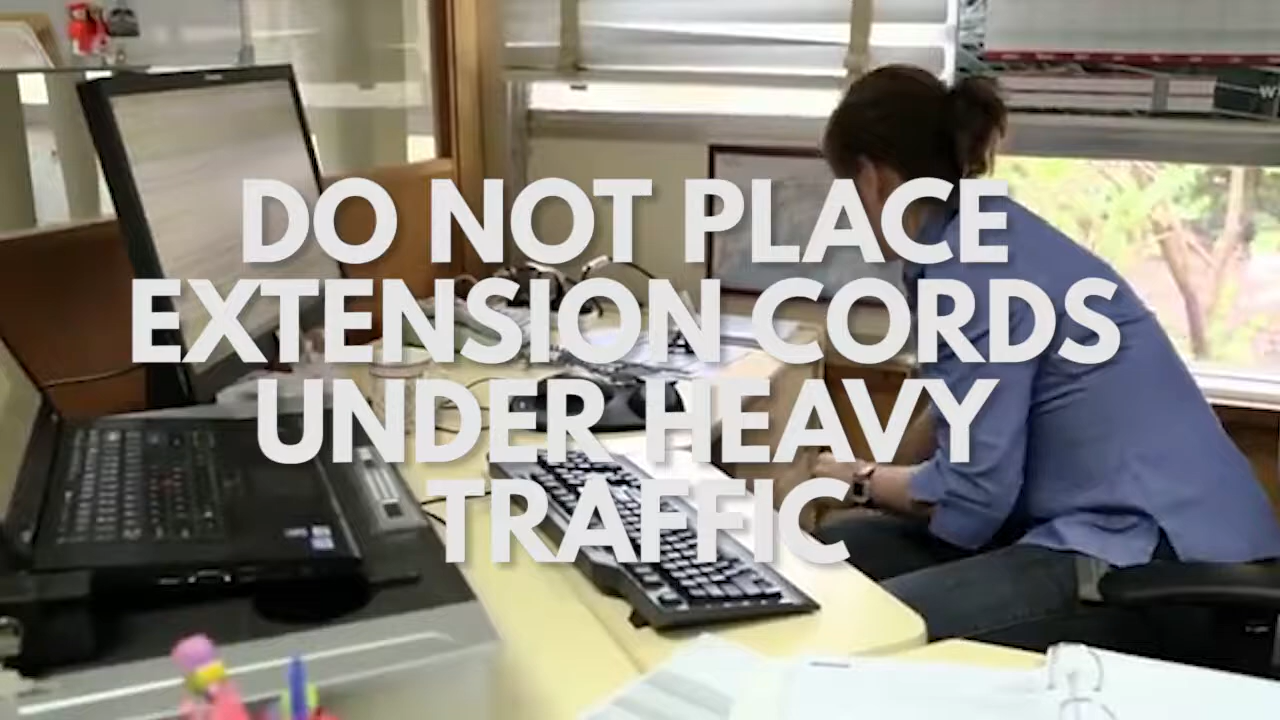 DO NOT PLACE
EXTENSION CORDS
UNDER HEAVY
TRAFFIC